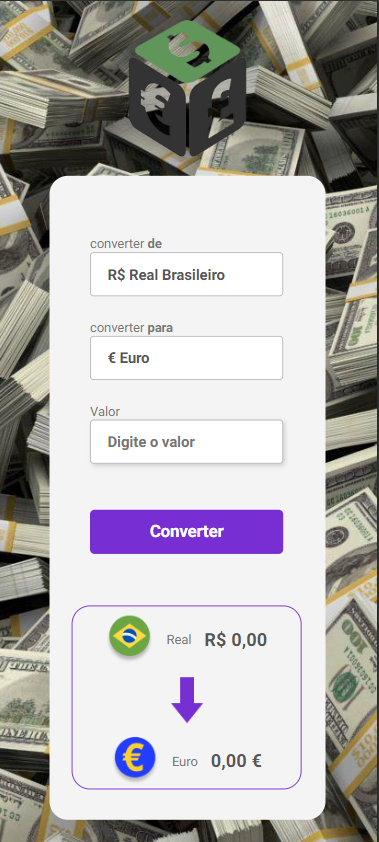 converter de
R$ Real Brasileiro
converter para
€ Euro
Valor
Digite o valor
Converter
Real R$ 0,00
Euro 0,00 €